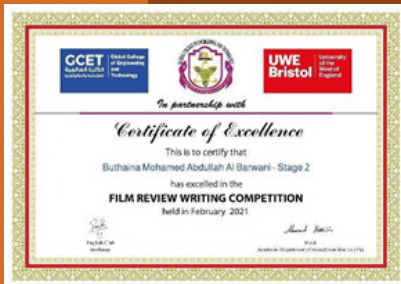 GCET
Global College
of Engineering
and
Technology
UWE
Bristol
University
of the
West of
England
In partnership with
Certificate of Excellence
This is to certify that
Buthaina Mohamed Abdullah Al Barwani - Stage 2
has excelled in the
FILM REVIEW WRITING COMPETITION
held in February 2021
Head